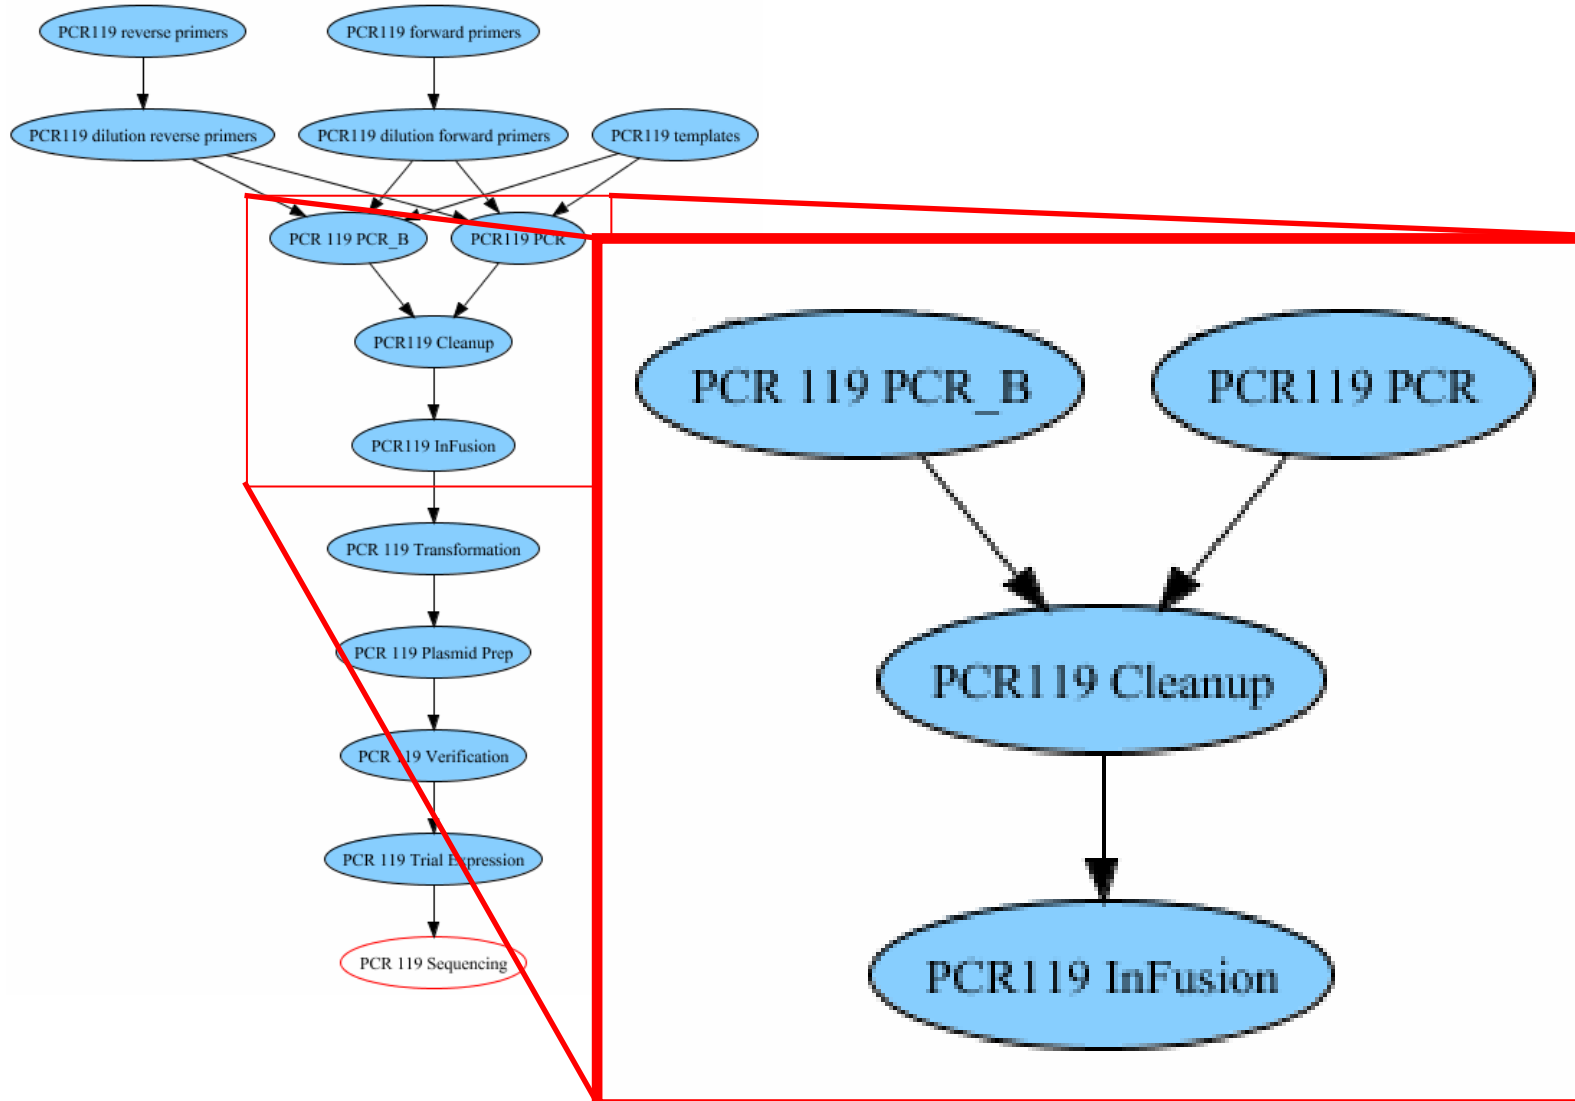 PCR119 reverse primers
PCR119 forward primers
PCR119 dilution reverse primers
PCR119 dilution forward primers
PCR119 templates
PCR 119 PCR_B
PCR119 PCR
PCR119 Cleanup
PCR119 InFusion
PCR 119 Transformation
PCR 119 Plasmid Prep
PCR 119 Verification
PCR 119 Trial Expression
PCR 119 Sequencing
PCR 119 PCR_B
PCR119 PCR
PCR119 Cleanup
PCR119 InFusion